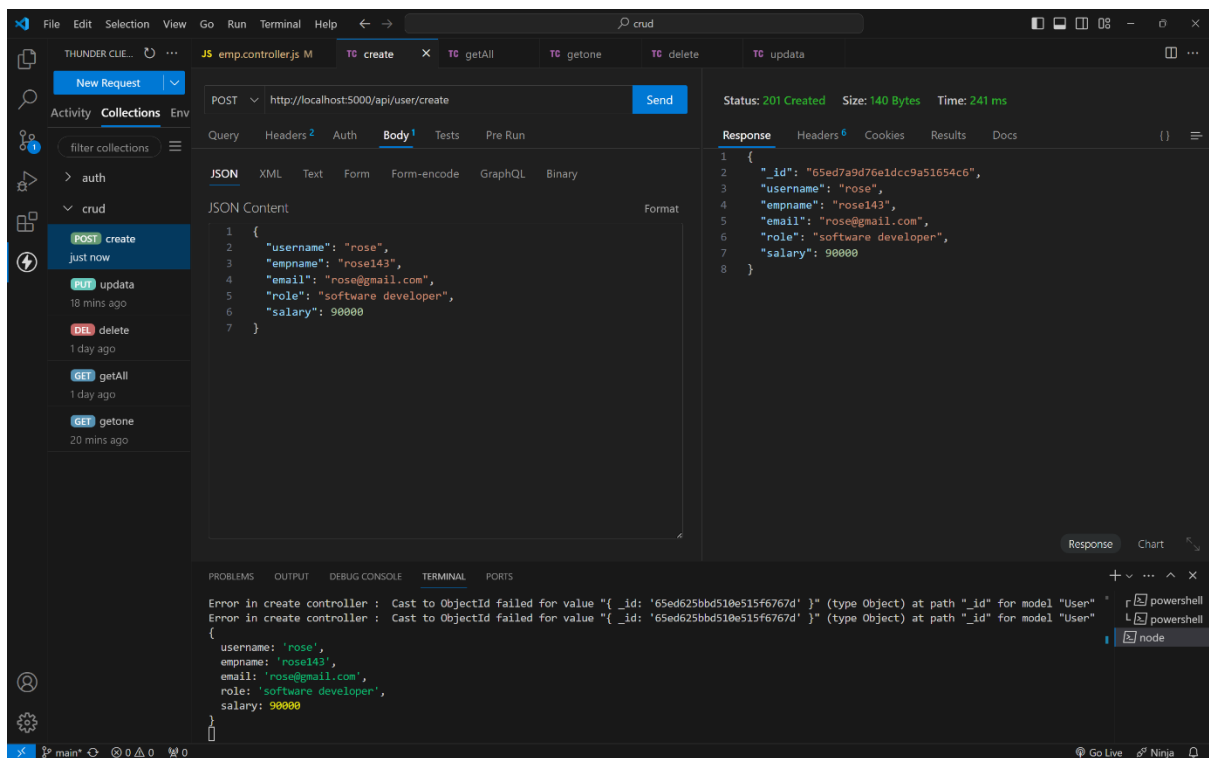 File Edit Selection View Go Run Terminal Help
crud
THUNDER CLIE...
New Request
Activity Collections Env
filter collections
auth
crud
POST create
just now
PUT updata
18 mins ago
DEL delete
1 day ago
GET getAll
1 day ago
GET getone
20 mins ago
JS emp.controller.js M TC create TC getAll TC getone TC delete TC updata
POST http://localhost:5000/api/user/create Send
Query Headers 2 Auth Body 1 Tests Pre Run
JSON XML Text Form Form-encode GraphQL Binary
JSON Content Format
1 {
2 "username": "rose",
3 "empname": "rose143",
4 "email": "rose@gmail.com",
5 "role": "software developer",
6 "salary": 90000
7 }
Status: 201 Created Size: 140 Bytes Time: 241 ms
Response Headers 6 Cookies Results Docs { }
1 {
2 "_id": "65ed7a9d76e1dcc9a51654c6",
3 "username": "rose",
4 "empname": "rose143",
5 "email": "rose@gmail.com",
6 "role": "software developer",
7 "salary": 90000
8 }
Response Chart
PROBLEMS OUTPUT DEBUG CONSOLE TERMINAL PORTS
Error in create controller : Cast to ObjectId failed for value "{ _id: '65ed625bbd510e515f6767d' }" (type Object) at path "_id" for model "User"
Error in create controller : Cast to ObjectId failed for value "{ _id: '65ed625bbd510e515f6767d' }" (type Object) at path "_id" for model "User"
{
username: 'rose',
empname: 'rose143',
email: 'rose@gmail.com',
role: 'software developer',
salary: 90000
}
powershell
powershell
node
1
main* 0 0 0 Go Live Ninja